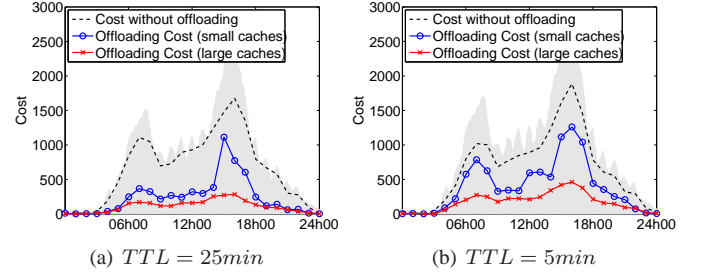 3000
2500
2000
1500
1000
500
0
Cost
Cost without offloading
Offloading Cost (small caches)
Offloading Cost (large caches)
06h00 12h00 18h00 24h00
(a) TTL = 25min
3000
2500
2000
1500
1000
500
0
Cost
Cost without offloading
Offloading Cost (small caches)
Offloading Cost (large caches)
06h00 12h00 18h00 24h00
(b) TTL = 5min